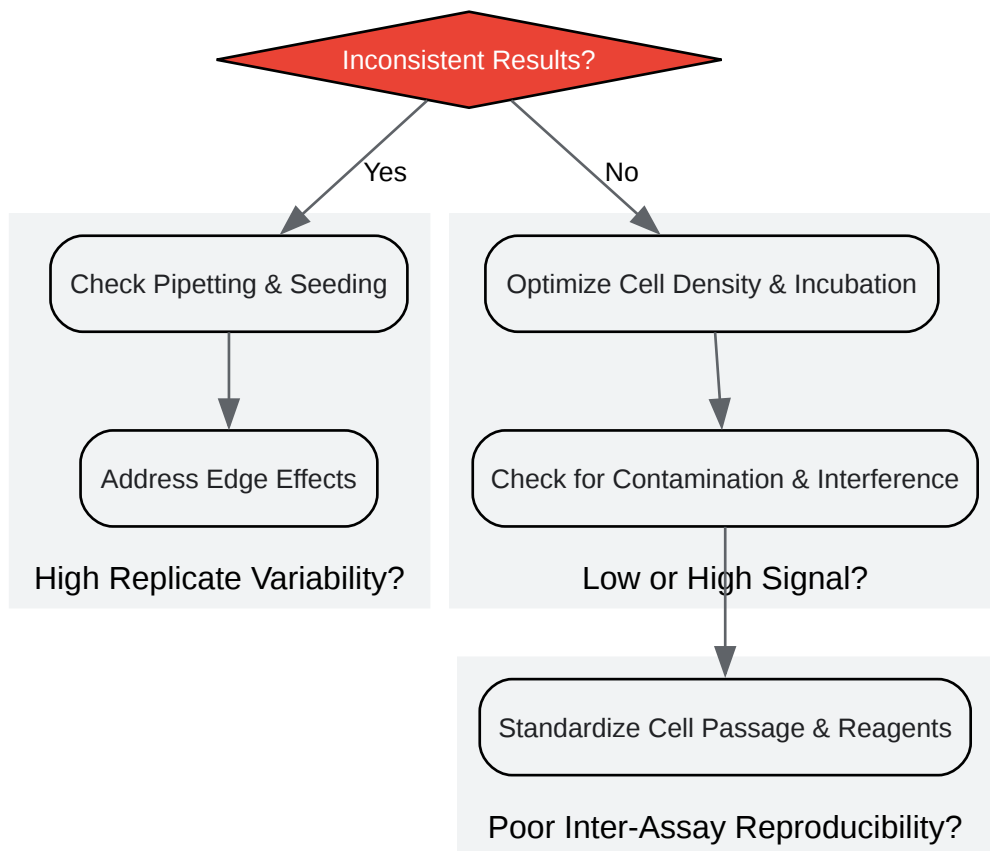 Inconsistent Results?
Yes
No
Check Pipetting & Seeding
Optimize Cell Density & Incubation
Address Edge Effects
Check for Contamination & Interference
High Replicate Variability?
Low or High Signal?
Standardize Cell Passage & Reagents
Poor Inter-Assay Reproducibility?